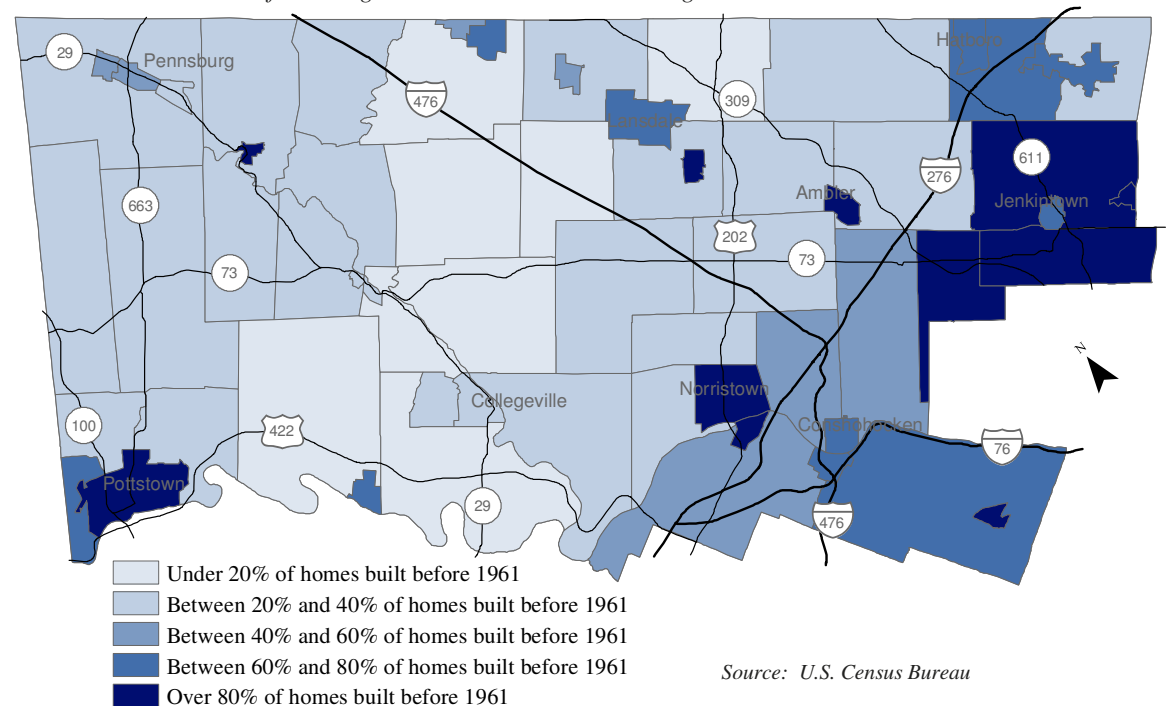 29
Pennsburg
476
309
Hatboro
Lansdale
276
611
663
Ambler
Jenkintown
202
73
73
N
Norristown
Collegeville
100
422
Conshohocken
76
Pottstown
29
476
Under 20% of homes built before 1961
Between 20% and 40% of homes built before 1961
Between 40% and 60% of homes built before 1961
Between 60% and 80% of homes built before 1961
Source: U.S. Census Bureau
Over 80% of homes built before 1961